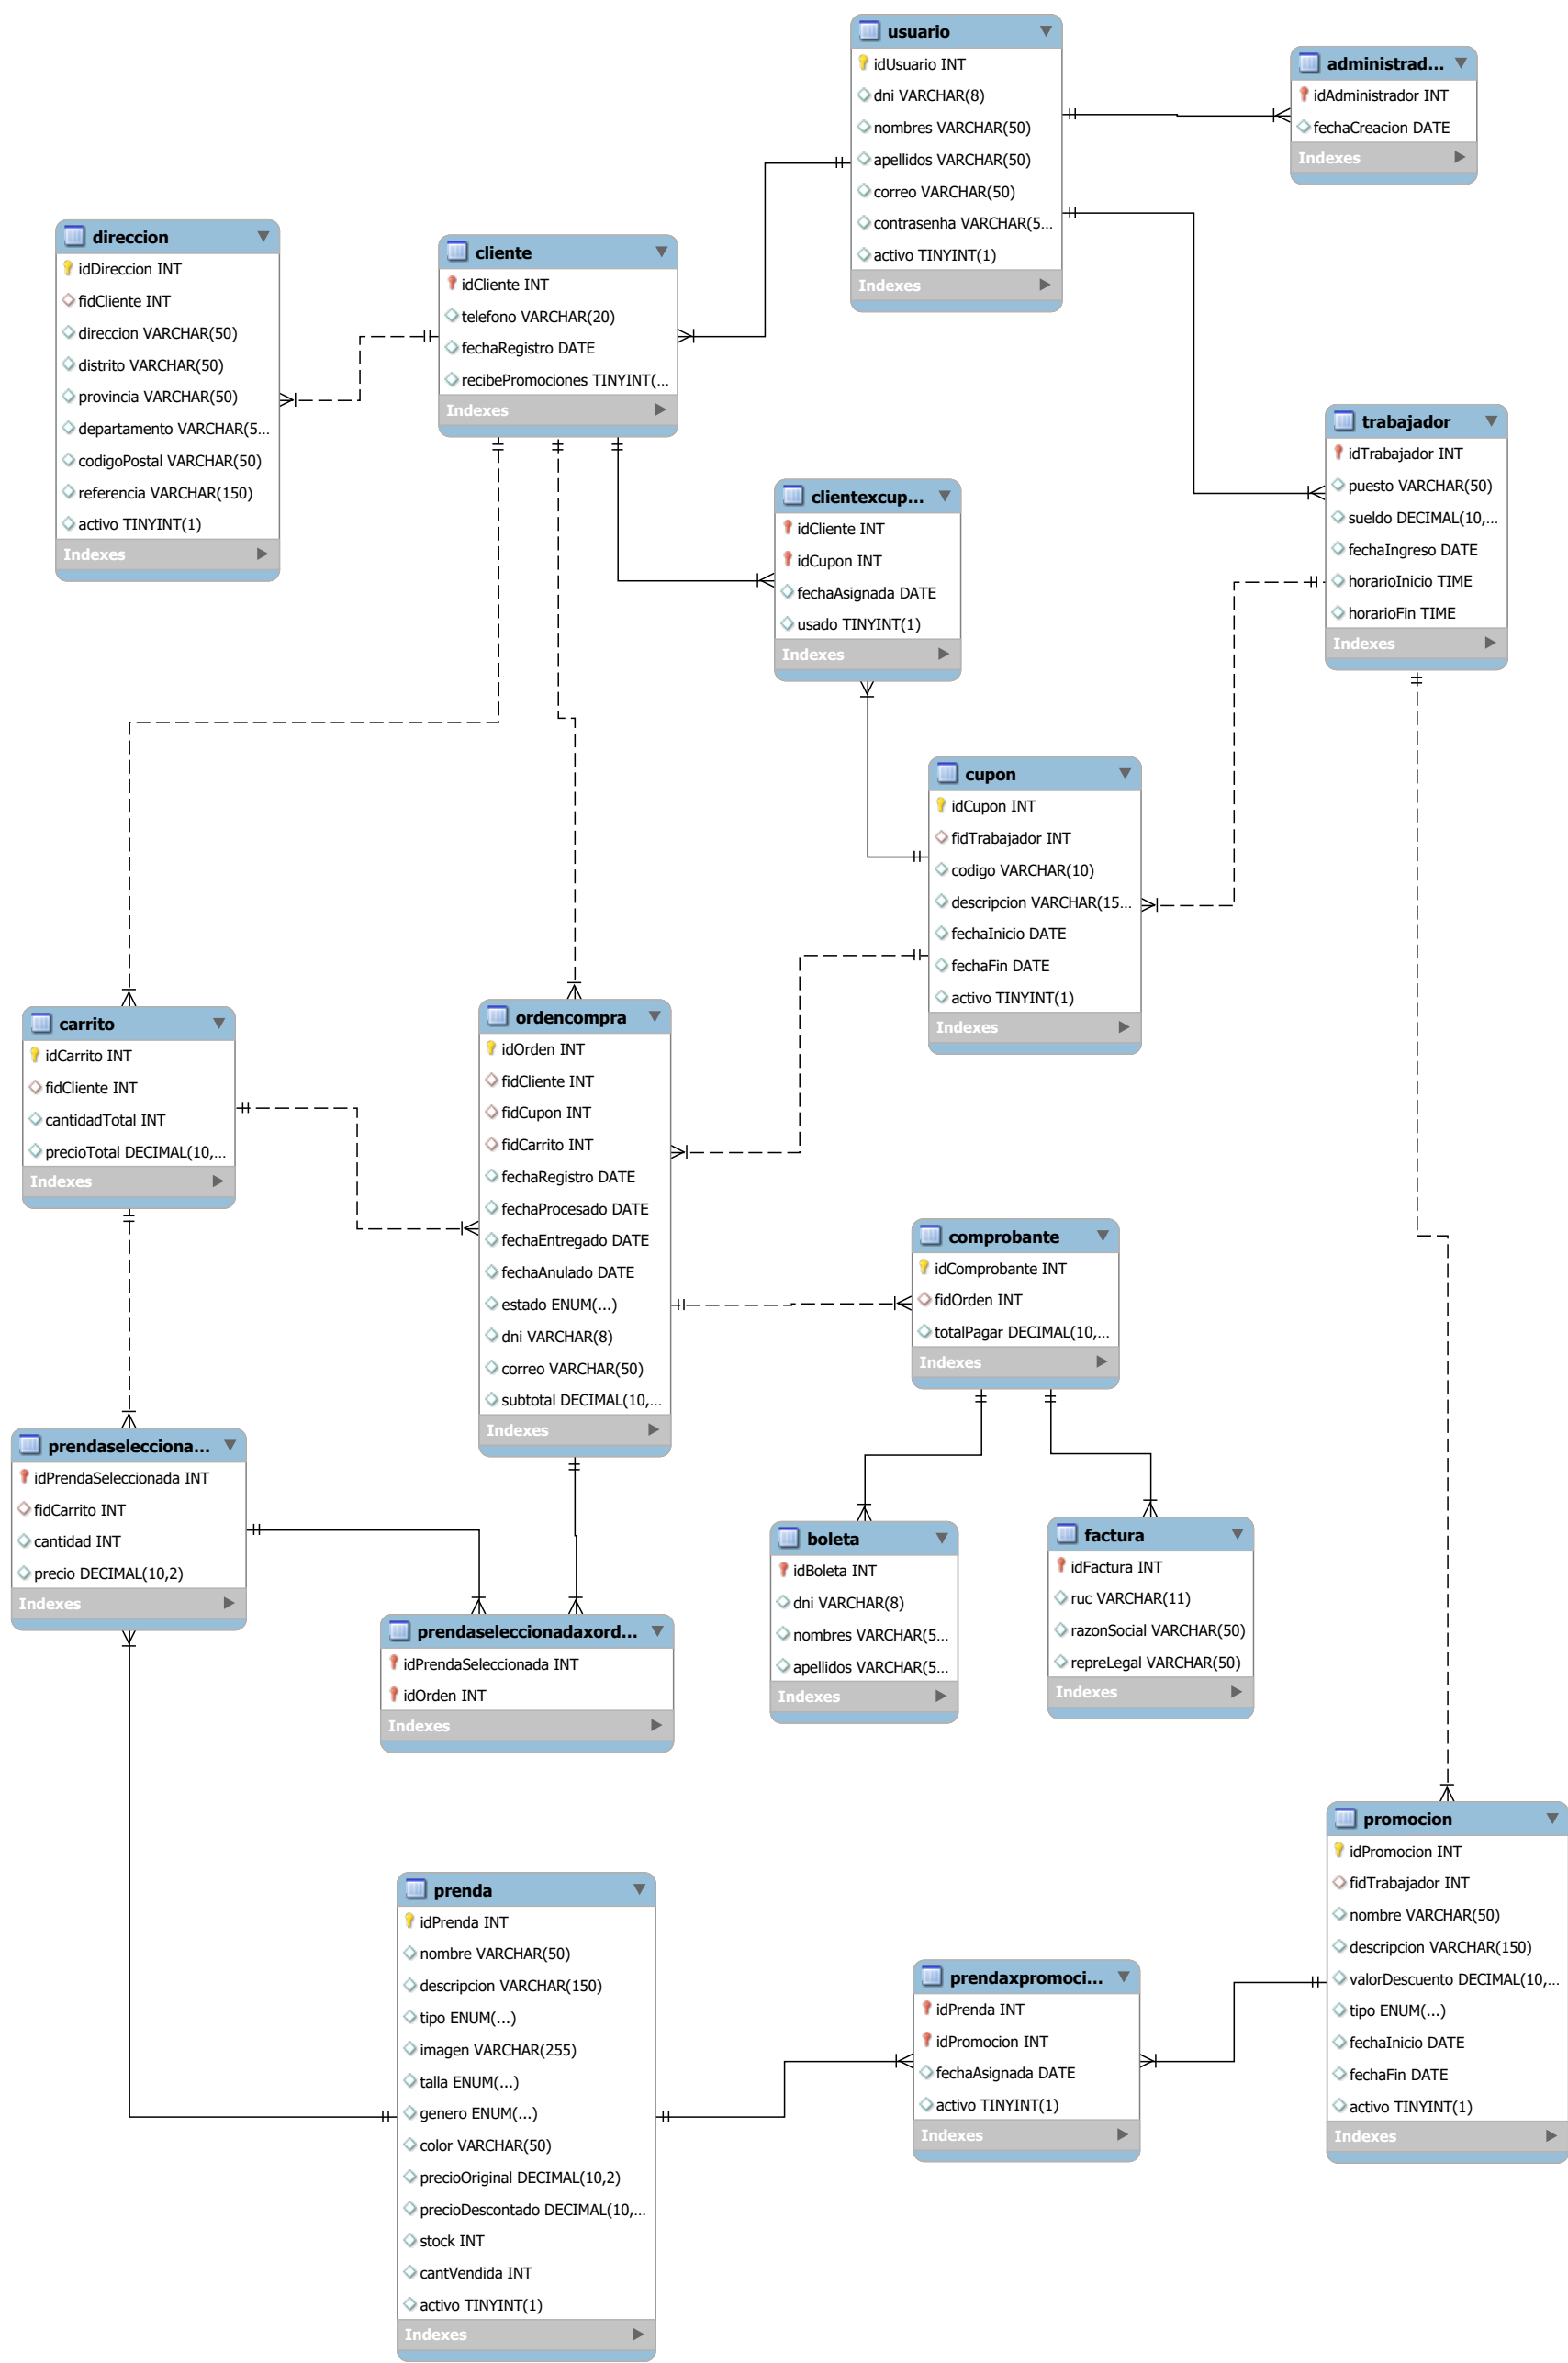 usuario
idUsuario INT
dni VARCHAR(8)
nombres VARCHAR(50)
apellidos VARCHAR(50)
correo VARCHAR(50)
contrasenha VARCHAR(5...
activo TINYINT(1)
Indexes
administrad...
idAdministrador INT
fechaCreacion DATE
Indexes
direccion
idDireccion INT
fidCliente INT
direccion VARCHAR(50)
distrito VARCHAR(50)
provincia VARCHAR(50)
departamento VARCHAR(5...
codigoPostal VARCHAR(50)
referencia VARCHAR(150)
activo TINYINT(1)
Indexes
cliente
idCliente INT
telefono VARCHAR(20)
fechaRegistro DATE
recibePromociones TINYINT(...
Indexes
trabajador
idTrabajador INT
puesto VARCHAR(50)
sueldo DECIMAL(10,...
fechaIngreso DATE
horarioInicio TIME
horarioFin TIME
Indexes
clientexcup...
idCliente INT
idCupon INT
fechaAsignada DATE
usado TINYINT(1)
Indexes
cupon
idCupon INT
fidTrabajador INT
codigo VARCHAR(10)
descripcion VARCHAR(15...
fechaInicio DATE
fechaFin DATE
activo TINYINT(1)
Indexes
carrito
idCarrito INT
fidCliente INT
cantidadTotal INT
precioTotal DECIMAL(10,...
Indexes
ordencompra
idOrden INT
fidCliente INT
fidCupon INT
fidCarrito INT
fechaRegistro DATE
fechaProcesado DATE
fechaEntregado DATE
fechaAnulado DATE
estado ENUM(...)
dni VARCHAR(8)
correo VARCHAR(50)
subtotal DECIMAL(10,...
Indexes
comprobante
idComprobante INT
fidOrden INT
totalPagar DECIMAL(10,...
Indexes
prendaselecciona...
idPrendaSeleccionada INT
fidCarrito INT
cantidad INT
precio DECIMAL(10,2)
Indexes
boleta
idBoleta INT
dni VARCHAR(8)
nombres VARCHAR(5...
apellidos VARCHAR(5...
Indexes
factura
idFactura INT
ruc VARCHAR(11)
razonSocial VARCHAR(50)
repreLegal VARCHAR(50)
Indexes
prendaseleccionadaxord...
idPrendaSeleccionada INT
idOrden INT
Indexes
promocion
idPromocion INT
fidTrabajador INT
nombre VARCHAR(50)
descripcion VARCHAR(150)
valorDescuento DECIMAL(10,...
tipo ENUM(...)
fechaInicio DATE
fechaFin DATE
activo TINYINT(1)
Indexes
prenda
idPrenda INT
nombre VARCHAR(50)
descripcion VARCHAR(150)
tipo ENUM(...)
imagen VARCHAR(255)
talla ENUM(...)
genero ENUM(...)
color VARCHAR(50)
precioOriginal DECIMAL(10,2)
precioDescontado DECIMAL(10,...
stock INT
cantVendida INT
activo TINYINT(1)
Indexes
prendaxpromoci...
idPrenda INT
idPromocion INT
fechaAsignada DATE
activo TINYINT(1)
Indexes